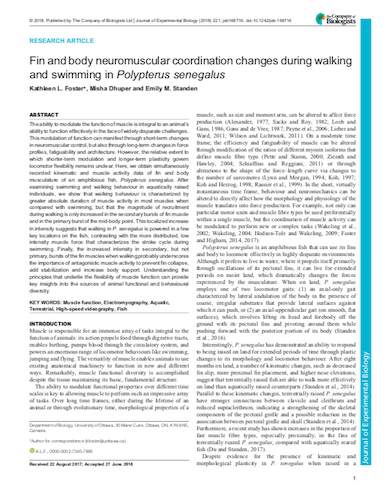 © 2018. Published by The Company of Biologists Ltd | Journal of Experimental Biology (2018) 221, jeb168716. doi:10.1242/jeb.168716
The Company of Biologists
RESEARCH ARTICLE
Fin and body neuromuscular coordination changes during walking
and swimming in Polypterus senegalus
Kathleen L. Foster*, Misha Dhuper and Emily M. Standen
ABSTRACT
The ability to modulate the function of muscle is integral to an animal's
ability to function effectively in the face of widely disparate challenges.
This modulation of function can manifest through short-term changes
in neuromuscular control, but also through long-term changes in force
profiles, fatiguability and architecture. However, the relative extent
to which shorter-term modulation and longer-term plasticity govern
locomotor flexibility remains unclear. Here, we obtain simultaneously
recorded kinematic and muscle activity data of fin and body
musculature of an amphibious fish, Polypterus senegalus. After
examining swimming and walking behaviour in aquatically raised
individuals, we show that walking behaviour is characterized by
greater absolute duration of muscle activity in most muscles when
compared with swimming, but that the magnitude of recruitment
during walking is only increased in the secondary bursts of fin muscle
and in the primary burst of the mid-body point. This localized increase
in intensity suggests that walking in P. senegalus is powered in a few
key locations on the fish, contrasting with the more distributed, low
intensity muscle force that characterizes the stroke cycle during
swimming. Finally, the increased intensity in secondary, but not
primary, bursts of the fin muscles when walking probably underscores
the importance of antagonistic muscle activity to prevent fin collapse,
add stabilization and increase body support. Understanding the
principles that underlie the flexibility of muscle function can provide
key insights into the sources of animal functional and behavioural
diversity.
KEY WORDS: Muscle function, Electromyography, Aquatic,
Terrestrial, High-speed videography, Fish
INTRODUCTION
Muscle is responsible for an immense array of tasks integral to the
function of animals: its action propels food through digestive tracts,
enables birthing, pumps blood through the circulatory system, and
powers an enormous range of locomotor behaviours like swimming,
jumping and flying. The versatility of muscle enables animals to use
existing anatomical machinery to function in new and different
ways. Remarkably, muscle functional diversity is accomplished
despite the tissue maintaining its basic, fundamental structure.
The ability to modulate functional properties over different time
scales is key to allowing muscle to perform such an impressive array
of tasks. Over long time frames, either during the lifetime of an
animal or through evolutionary time, morphological properties of a
Department of Biology, University of Ottawa, 30 Marie Curie, Ottawa, ON, K1N 6N5,
Canada.
K.L.F.,
Received 22 August 2017; Accepted 27 June 2018
muscle, such as size and moment arm, can be altered to affect force
production (Alexander, 1977; Sacks and Roy, 1982; Loeb and
Gans, 1986; Gans and de Vree, 1987; Payne et al., 2006; Lieber and
Ward, 2011; Wilson and Lichtwark, 2011). On a moderate time
frame, the efficiency and fatiguability of muscle can be altered
through modification of the ratios of different myosin isoforms that
define muscle fiber type (Pette and Staron, 2000; Zierath and
Hawley, 2004; Schiaffino and Reggiani, 2011) or through
alterations to the shape of the force-length curve via changes to
the number of sarcomeres (Lynn and Morgan, 1994; Koh, 1997;
Koh and Herzog, 1998; Rassier et al., 1999). In the short, virtually
instantaneous time frame, behaviour and neuromechanics can be
altered to directly affect how the morphology and physiology of the
muscle translates into force production. For example, not only can
particular motor units and muscle fiber types be used preferentially
within a single muscle, but the coordination of muscle activity can
be modulated to perform new or complex tasks (Wakeling et al.,
2002; Wakeling, 2004; Hodson-Tole and Wakeling, 2009; Foster
and Higham, 2014, 2017).
Polypterus senegalus is an amphibious fish that can use its fins
and body to locomote effectively in highly disparate environments.
Although it prefers to live in water, where it propels itself primarily
through oscillations of its pectoral fins, it can live for extended
periods on moist land, which dramatically changes the forces
experienced by the musculature. When on land, P. senegalus
employs one of two locomotor gaits: (1) an axial-only gait
characterized by lateral undulation of the body in the presence of
coarse, irregular substrates that provide lateral surfaces against
which it can push, or (2) an axial-appendicular gait (on smooth, flat
surfaces), which involves lifting its head and forebody off the
ground with its pectoral fins and pivoting around them while
pushing forward with the posterior portion of its body (Standen
et al., 2016).
Interestingly, P. senegalus has demonstrated an ability to respond
to being raised on land for extended periods of time through plastic
changes to its morphology and locomotor behaviour. After eight
months on land, a number of kinematic changes, such as decreased
fin slip, more proximal fin placement, and higher nose elevations,
suggest that terrestrially raised fish are able to walk more effectively
on land than aquatically raised counterparts (Standen et al., 2014).
Parallel to these kinematic changes, terrestrially raised P. senegalus
have stronger connections between clavicle and cleithrum and
reduced supracleithrum, indicating a strengthening of the skeletal
components of the pectoral girdle and a possible reduction in the
association between pectoral girdle and skull (Standen et al., 2014).
Furthermore, a recent study has shown increases in the proportion of
fast muscle fibre types, especially proximally, in the fins of
terrestrially raised P. senegalus, compared with aquatically reared
fish (Du and Standen, 2017).
Despite evidence for the presence of kinematic and
morphological plasticity in P. senegalus when raised in a
Journal of Experimental Biology
1